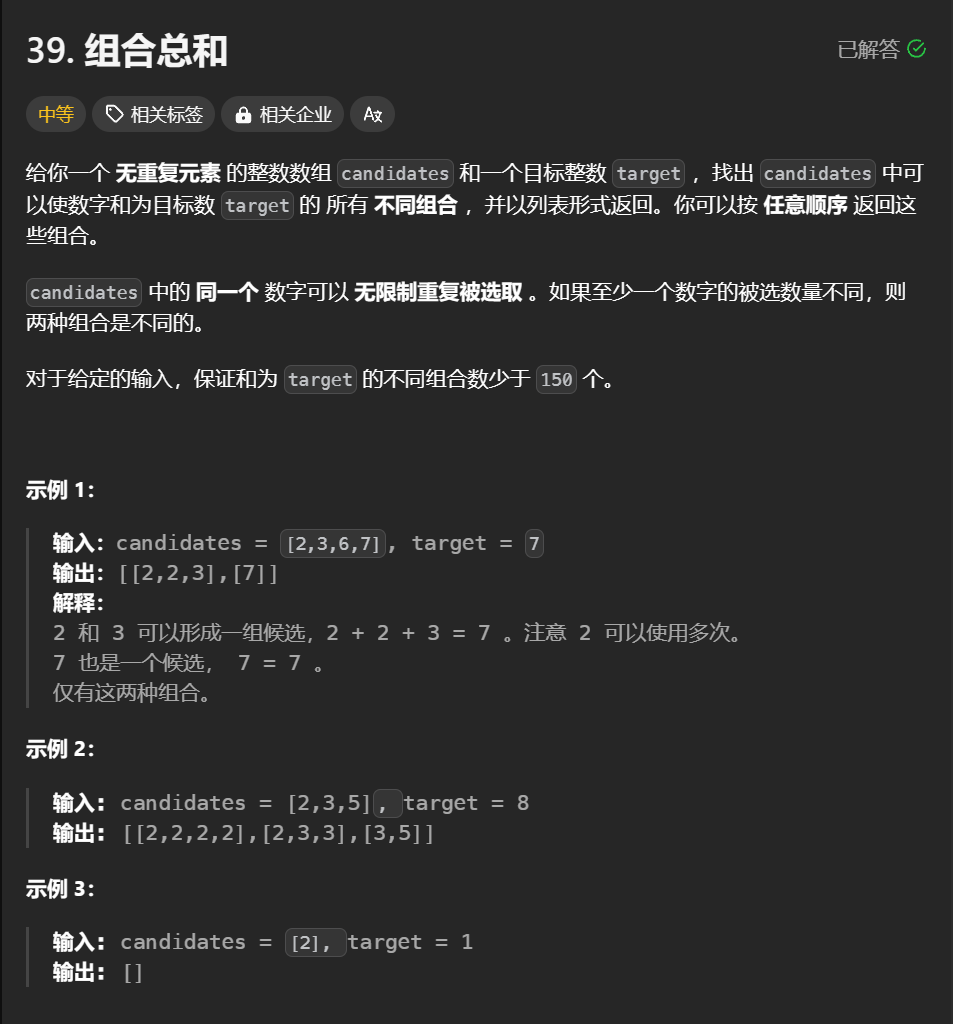 39. 组合总和
已解答
中等
相关标签
相关企业
给你一个 无重复元素 的整数数组 candidates 和一个目标整数 target ，找出 candidates 中可
以使数字和为目标数 target 的 所有 不同组合 ，并以列表形式返回。你可以按 任意顺序 返回这
些组合。
candidates 中的 同一个 数字可以 无限制重复被选取 。如果至少一个数字的被选数量不同，则
两种组合是不同的。
对于给定的输入，保证和为 target 的不同组合数少于 150 个。
示例 1：
输入：candidates = [2,3,6,7], target = 7
输出：[[2,2,3],[7]]
解释：
2 和 3 可以形成一组候选，2 + 2 + 3 = 7 。注意 2 可以使用多次。
7 也是一个候选， 7 = 7 。
仅有这两种组合。
示例 2：
输入：candidates = [2,3,5], target = 8
输出：[[2,2,2,2],[2,3,3],[3,5]]
示例 3：
输入：candidates = [2], target = 1
输出：[]